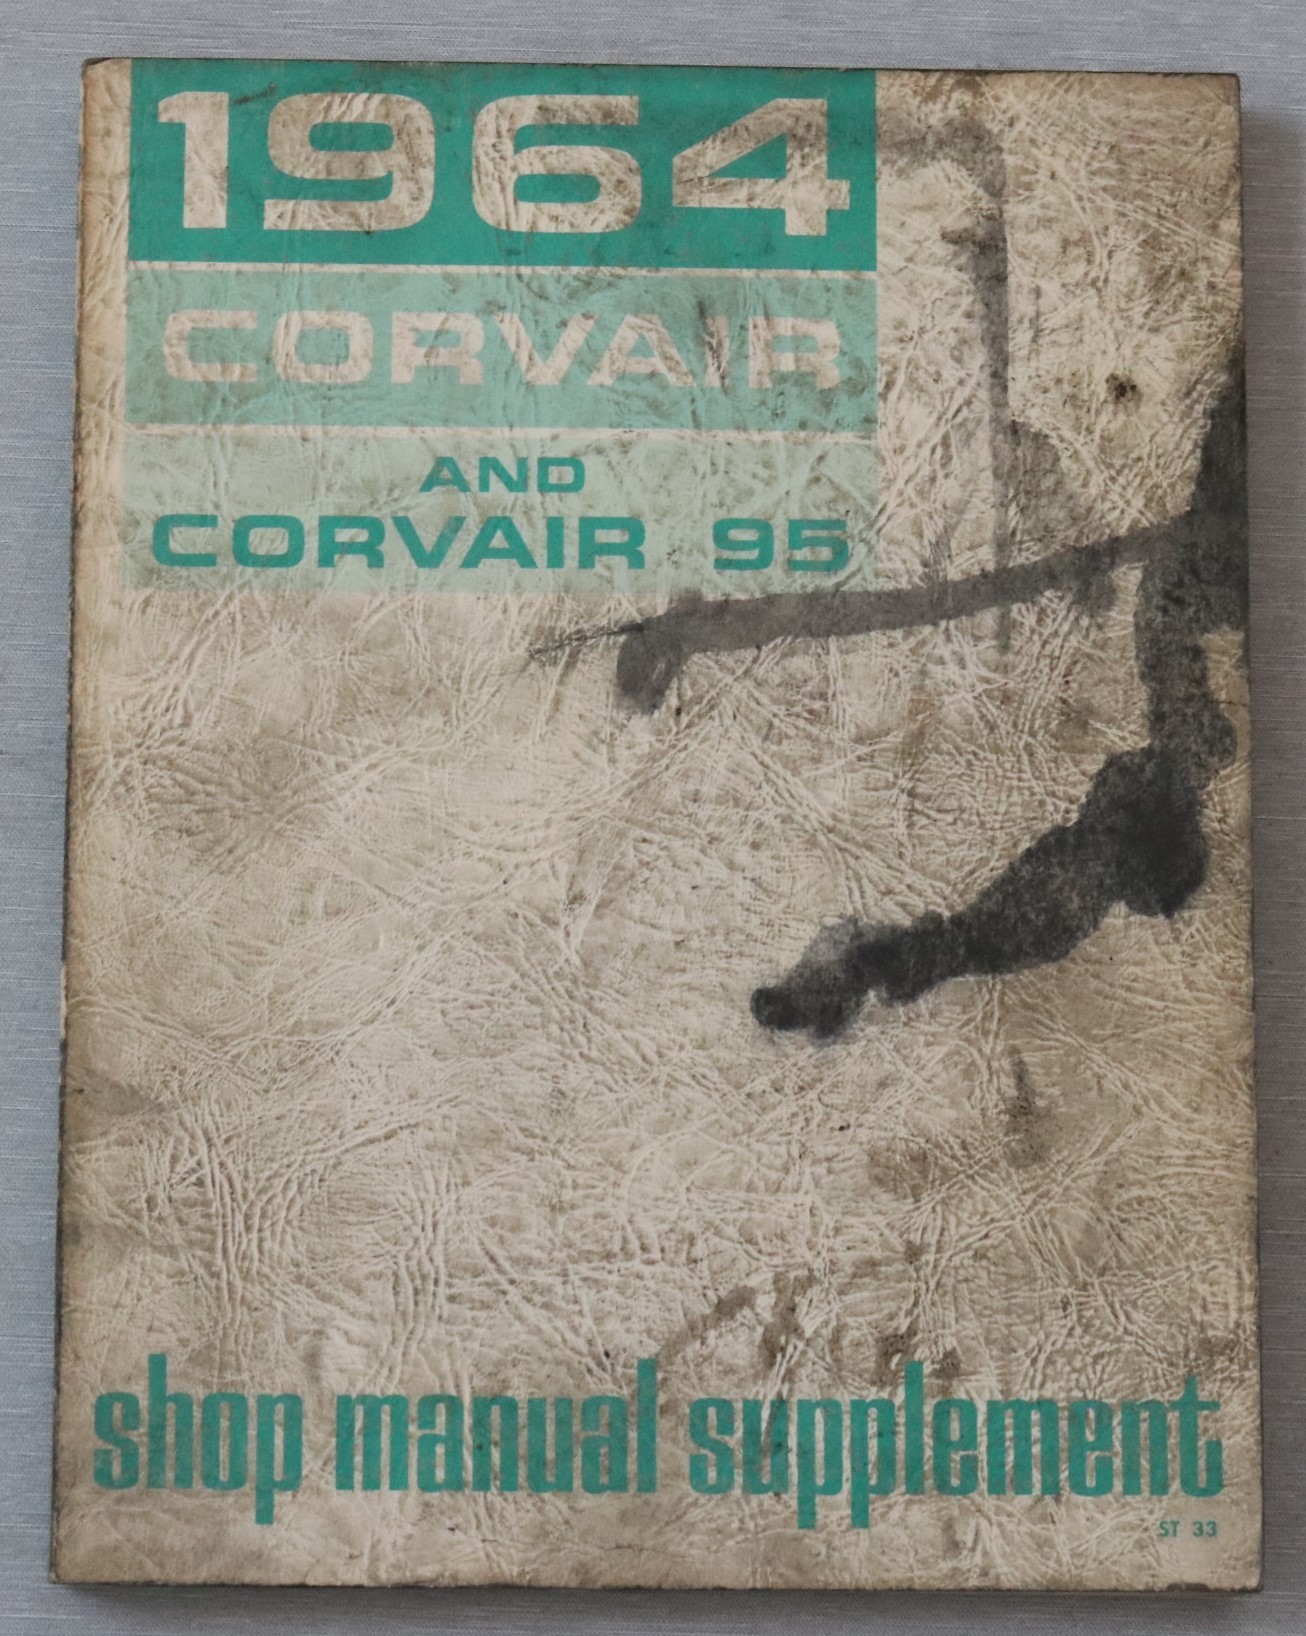 1964
CORVAIR
AND
CORVAIR 95
shop manual supplement
ST 33